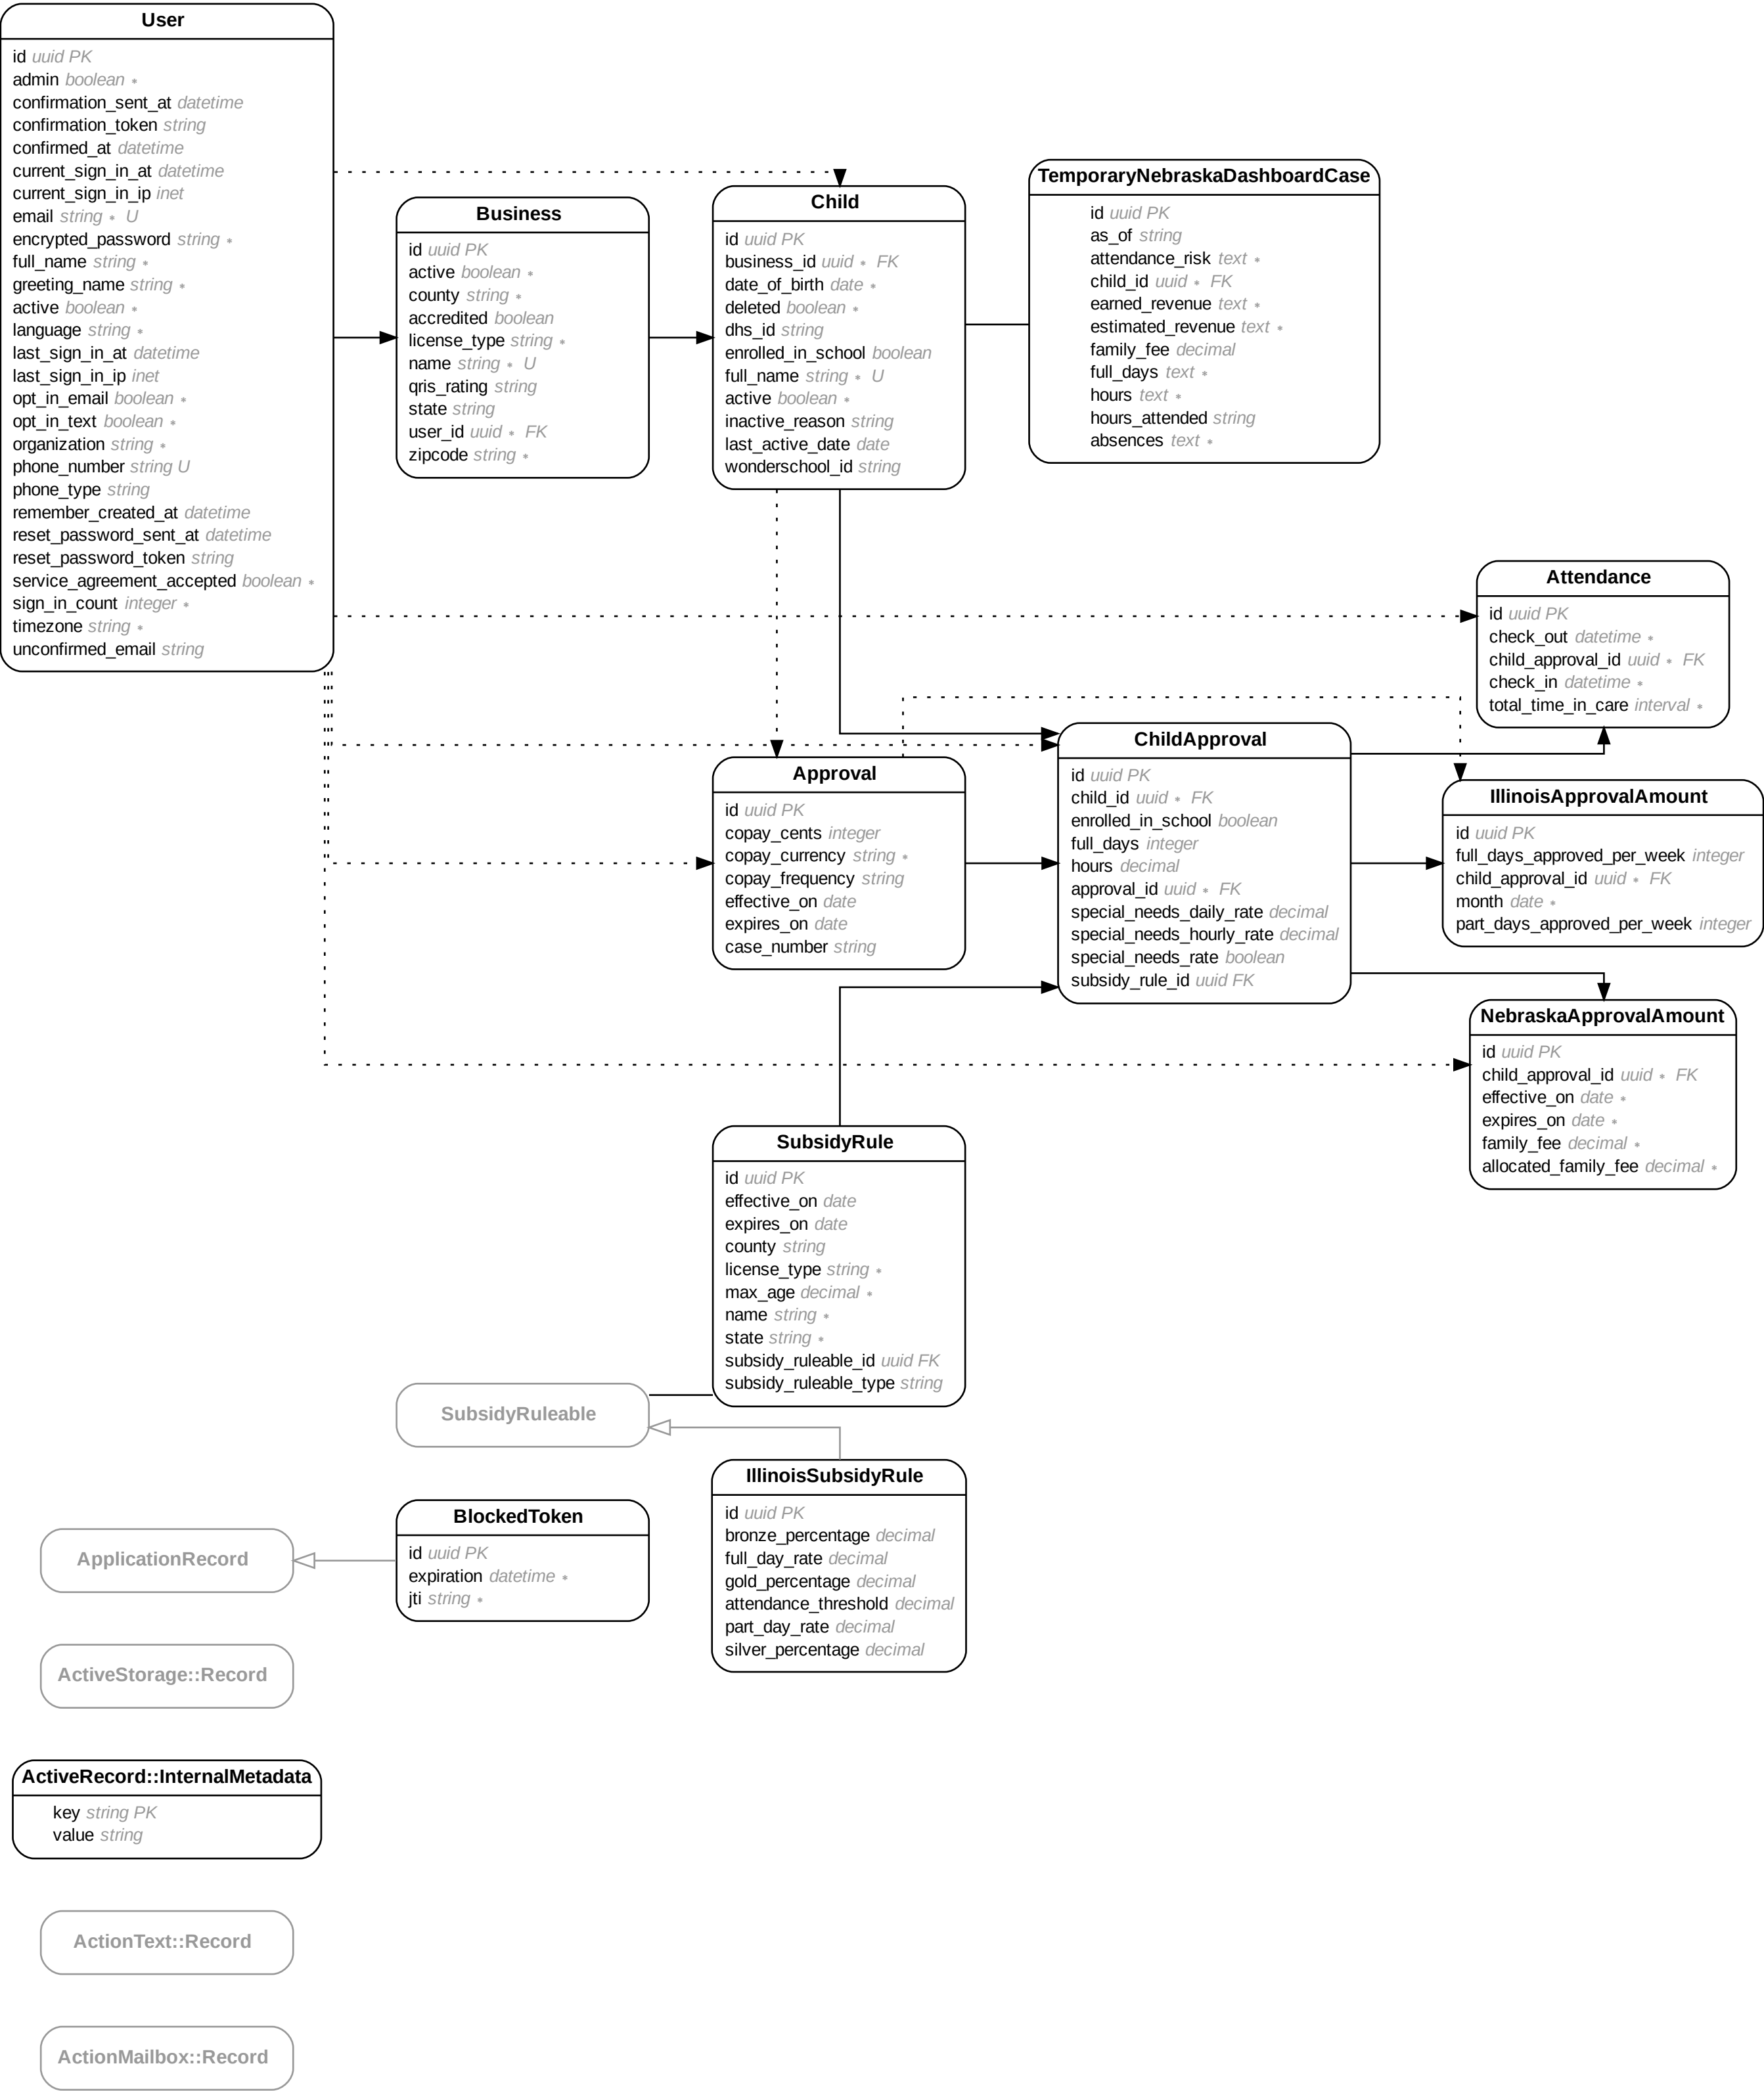 User
id uuid PK
admin boolean *
confirmation_sent_at datetime
confirmation_token string
confirmed_at datetime
current_sign_in_at datetime
current_sign_in_ip inet
email string * U
encrypted_password string *
full_name string *
greeting_name string *
active boolean *
language string *
last_sign_in_at datetime
last_sign_in_ip inet
opt_in_email boolean *
opt_in_text boolean *
organization string *
phone_number string U
phone_type string
remember_created_at datetime
reset_password_sent_at datetime
reset_password_token string
service_agreement_accepted boolean *
sign_in_count integer *
timezone string *
unconfirmed_email string
Business
id uuid PK
active boolean *
county string *
accredited boolean
license_type string *
name string * U
qris_rating string
state string
user_id uuid * FK
zipcode string *
Child
id uuid PK
business_id uuid * FK
date_of_birth date *
deleted boolean *
dhs_id string
enrolled_in_school boolean
full_name string * U
active boolean *
inactive_reason string
last_active_date date
wonderschool_id string
TemporaryNebraskaDashboardCase
id uuid PK
as_of string
attendance_risk text *
child_id uuid * FK
earned_revenue text *
estimated_revenue text *
family_fee decimal
full_days text *
hours text *
hours_attended string
absences text *
Attendance
id uuid PK
check_out datetime *
child_approval_id uuid * FK
check_in datetime *
total_time_in_care interval *
Approval
id uuid PK
copay_cents integer
copay_currency string *
copay_frequency string
effective_on date
expires_on date
case_number string
ChildApproval
id uuid PK
child_id uuid * FK
enrolled_in_school boolean
full_days integer
hours decimal
approval_id uuid * FK
special_needs_daily_rate decimal
special_needs_hourly_rate decimal
special_needs_rate boolean
subsidy_rule_id uuid FK
IllinoisApprovalAmount
id uuid PK
full_days_approved_per_week integer
child_approval_id uuid * FK
month date *
part_days_approved_per_week integer
NebraskaApprovalAmount
id uuid PK
child_approval_id uuid * FK
effective_on date *
expires_on date *
family_fee decimal *
allocated_family_fee decimal *
SubsidyRule
id uuid PK
effective_on date
expires_on date
county string
license_type string *
max_age decimal *
name string *
state string *
subsidy_ruleable_id uuid FK
subsidy_ruleable_type string
SubsidyRuleable
IllinoisSubsidyRule
id uuid PK
bronze_percentage decimal
full_day_rate decimal
gold_percentage decimal
attendance_threshold decimal
part_day_rate decimal
silver_percentage decimal
BlockedToken
id uuid PK
expiration datetime *
jti string *
ApplicationRecord
ActiveStorage::Record
ActiveRecord::InternalMetadata
key string PK
value string
ActionText::Record
ActionMailbox::Record